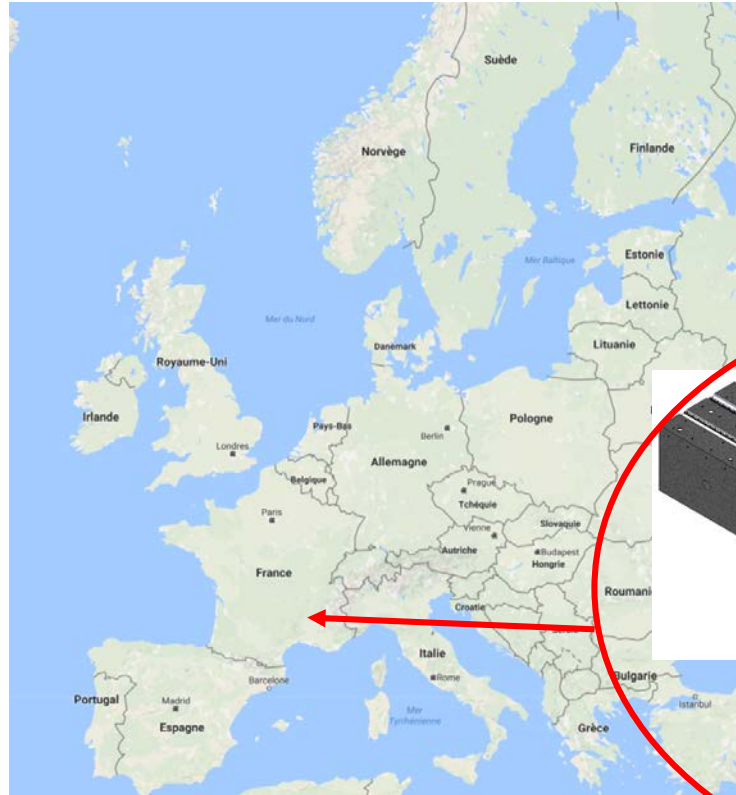 Suède
Finlande
Norvège
Estonie
Mer Baltique
Lettonie
Mer du Nord
Lituanie
Danemark
Royaume-Uni
Irlande
Pologne
Pays-Bas
Berlin
Londres
Allemagne
Belgique
Prague
Tchéquie
Paris
Slovaquie
Vienne
Autriche
Budapest
Hongrie
France
Roumani
Croatie
Italie
Barcelone
Rome
Bulgarie
Portugal
Madrid
Istanbul
Mer
Tyrrhénienne
Espagne
Grèce